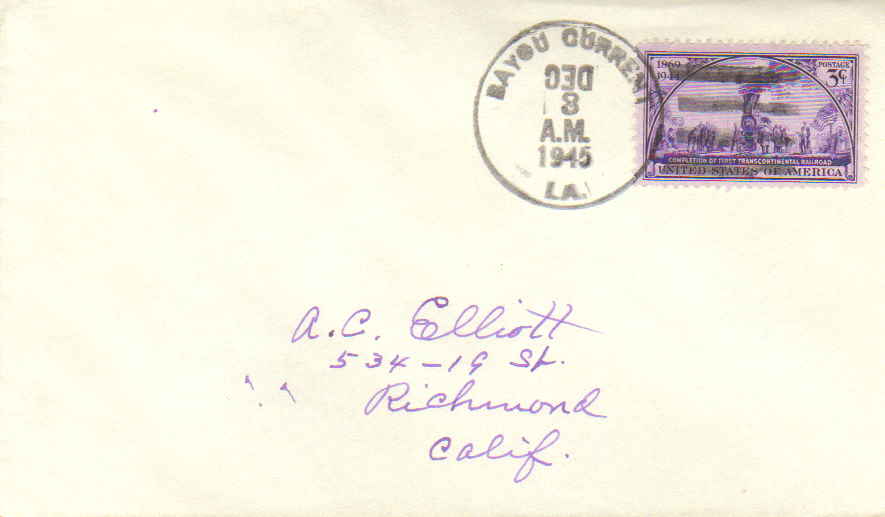 BAYOU CURRENT
DEC
8
A.M.
1945
LA.
1869
1944
POSTAGE
3¢
COMPLETION OF FIRST TRANSCONTINENTAL RAILROAD
UNITED STATES OF AMERICA
A.C. Elliott
534-19 St.
Richmond
Calif.